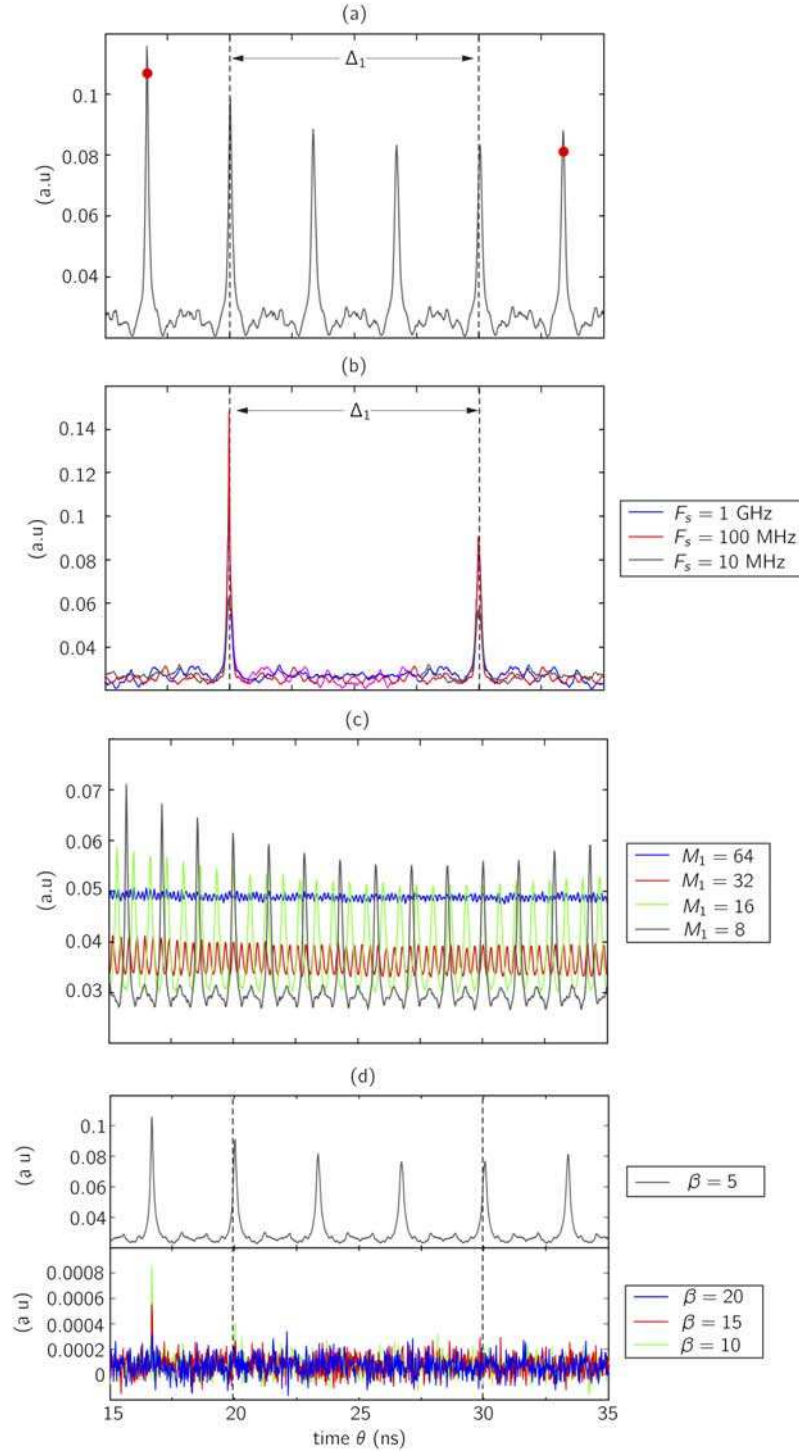 (a)
Δ₁
0.1
0.08
0.06
0.04
(a.u)
(b)
Δ₁
0.14
0.12
0.1
0.08
0.06
0.04
(a.u)
F_s = 1 GHz
F_s = 100 MHz
F_s = 10 MHz
(c)
0.07
0.06
0.05
0.04
0.03
(a.u)
M₁ = 64
M₁ = 32
M₁ = 16
M₁ = 8
(d)
0.1
0.08
0.06
0.04
(a u)
β = 5
0.0008
0.0006
0.0004
0.0002
0
(a u)
β = 20
β = 15
β = 10
15 20 25 30 35
time θ (ns)